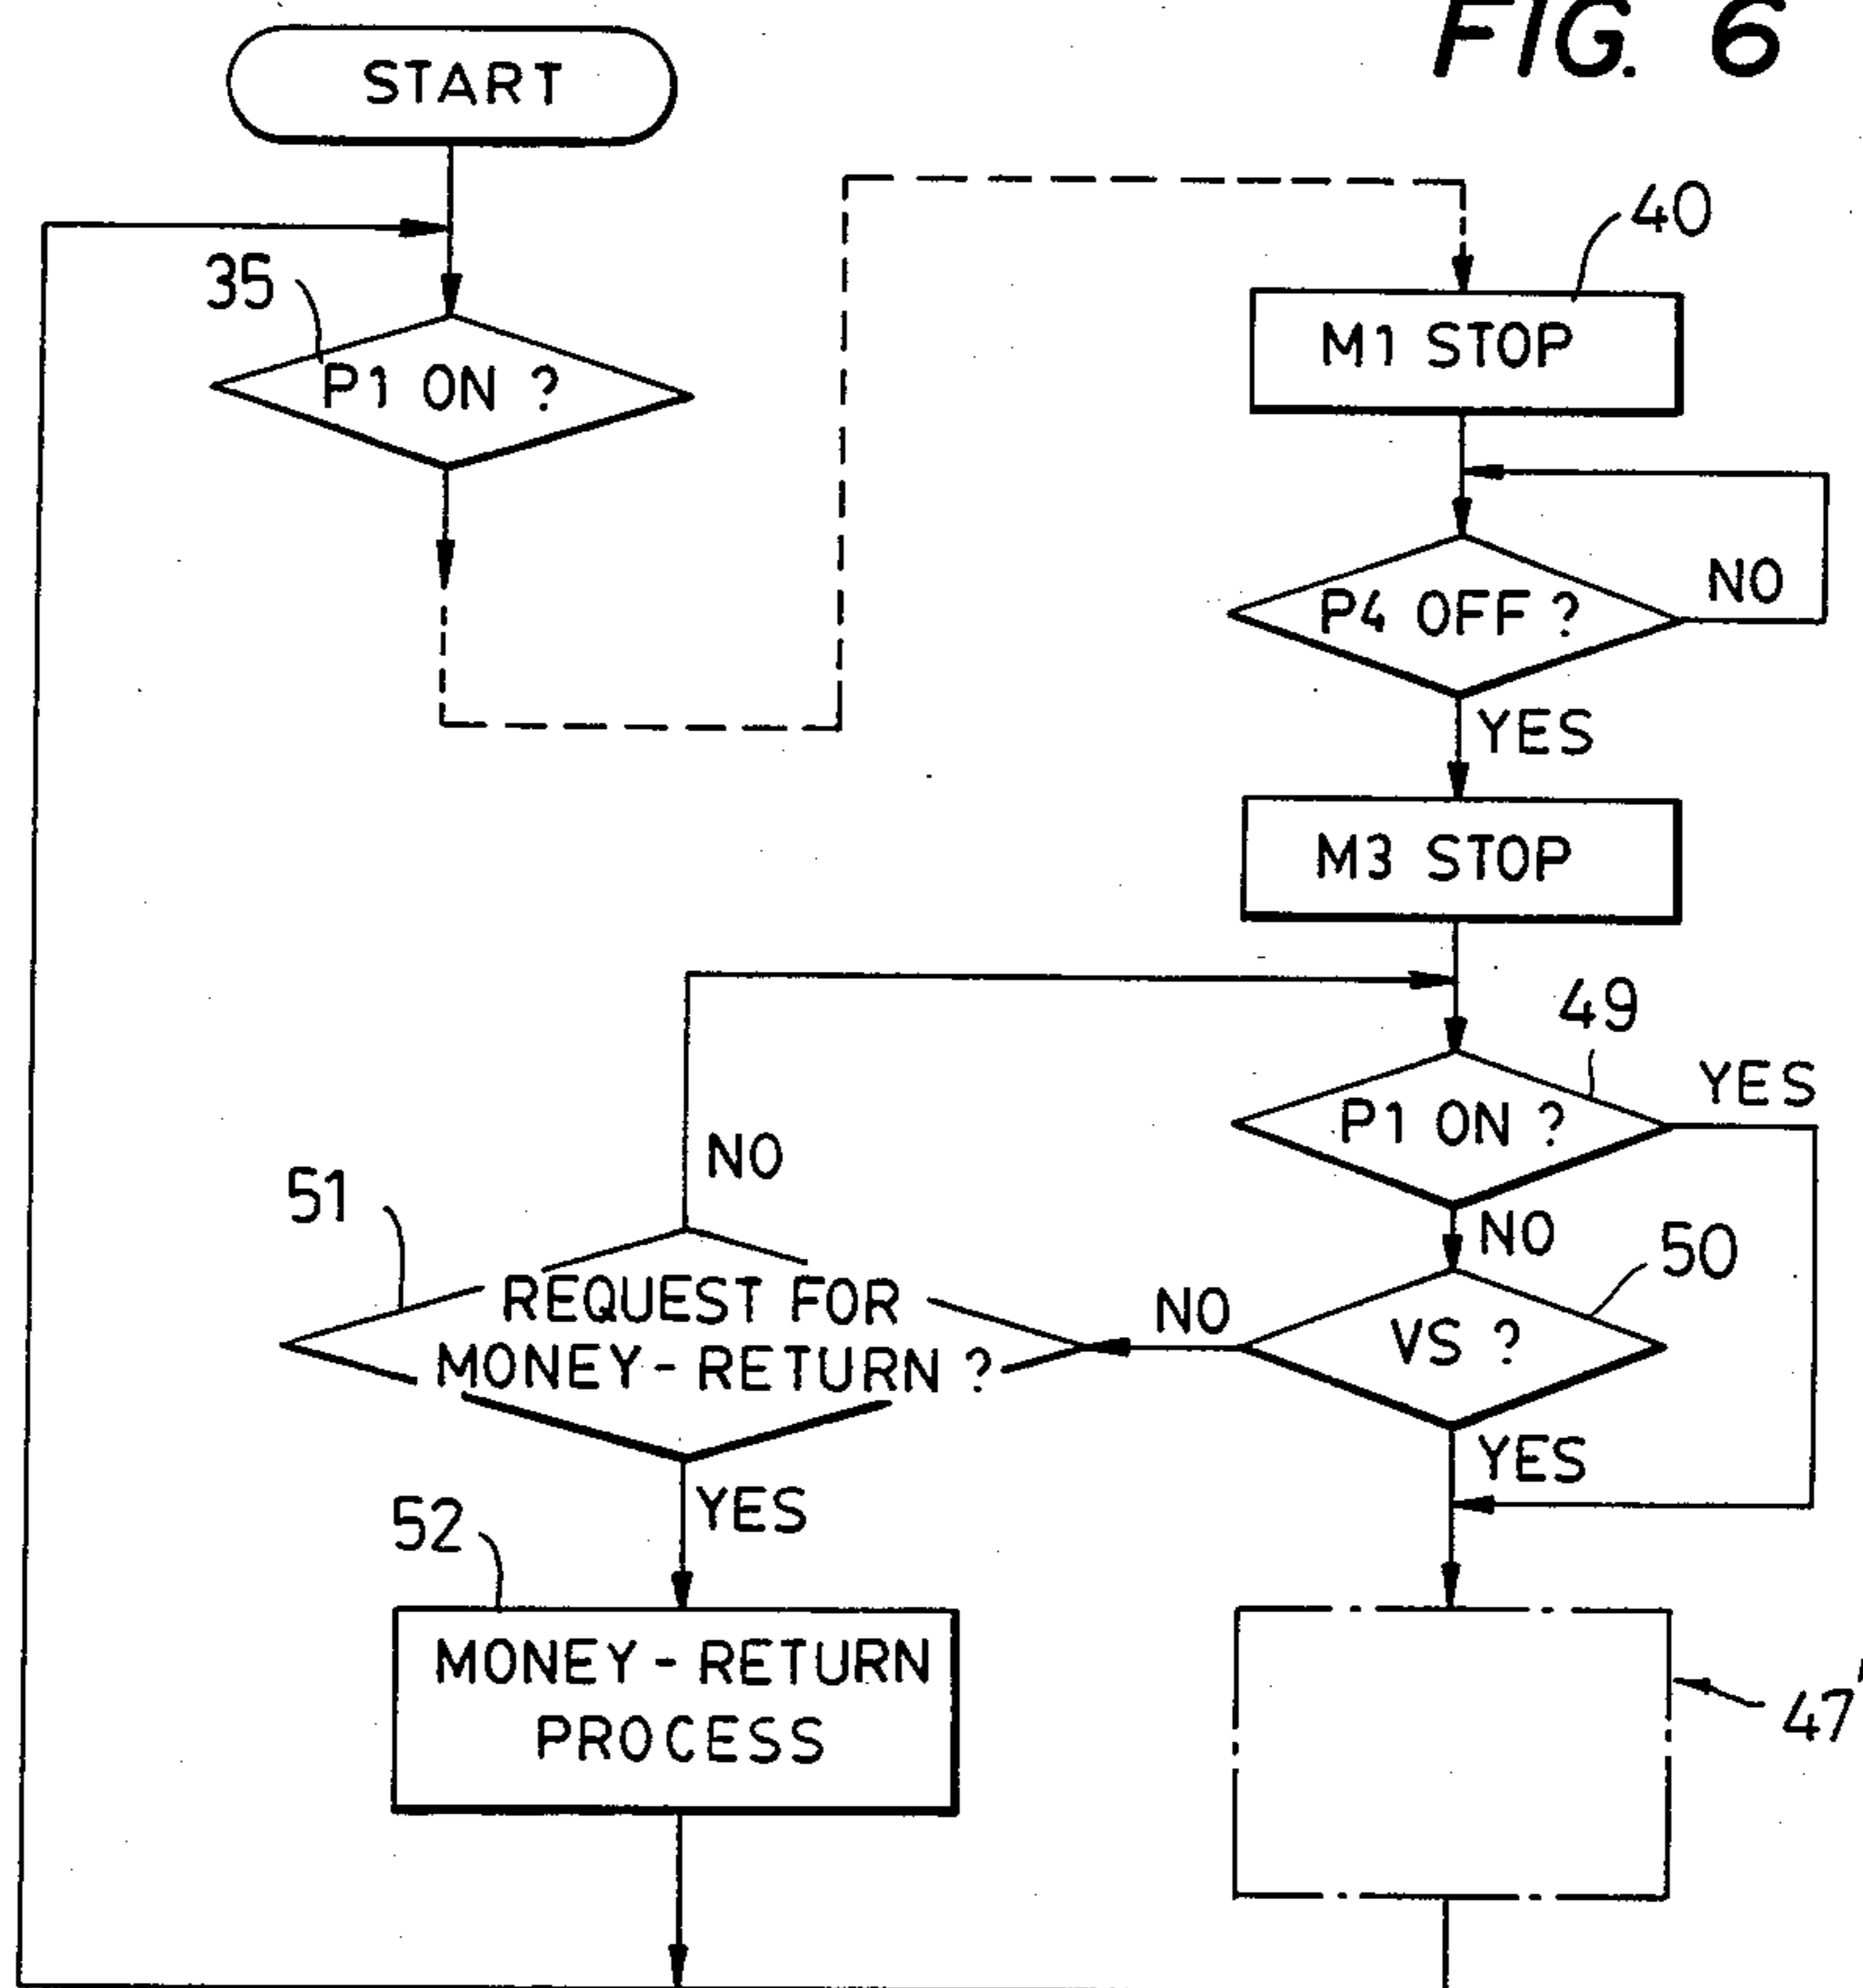 FIG. 6
START
35
P1 ON ?
40
M1 STOP
P4 OFF ?
NO
YES
M3 STOP
49
P1 ON ?
YES
NO
50
VS ?
NO
YES
51
REQUEST FOR
MONEY-RETURN ?
NO
YES
52
MONEY-RETURN
PROCESS
47'